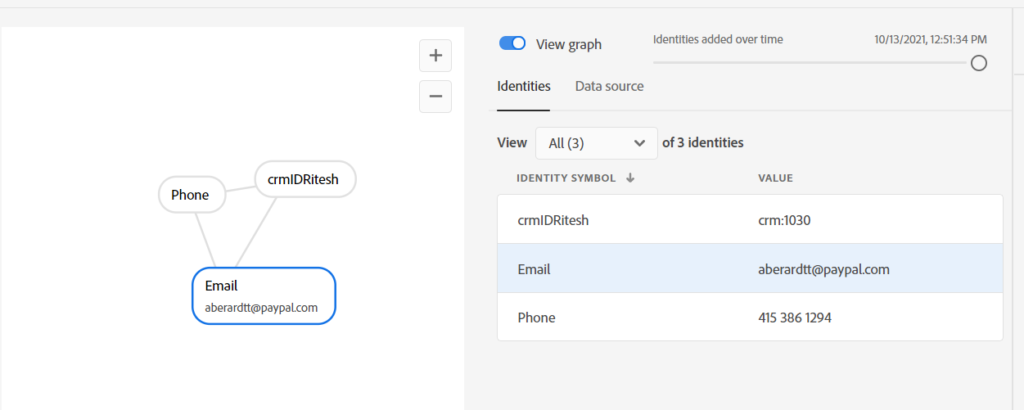 +
−
Phone
crmIDRitesh
Email
aberardtt@paypal.com
View graph
Identities added over time 10/13/2021, 12:51:34 PM
Identities Data source
View All (3) of 3 identities
IDENTITY SYMBOL ↓ VALUE
crmIDRitesh crm:1030
Email aberardtt@paypal.com
Phone 415 386 1294